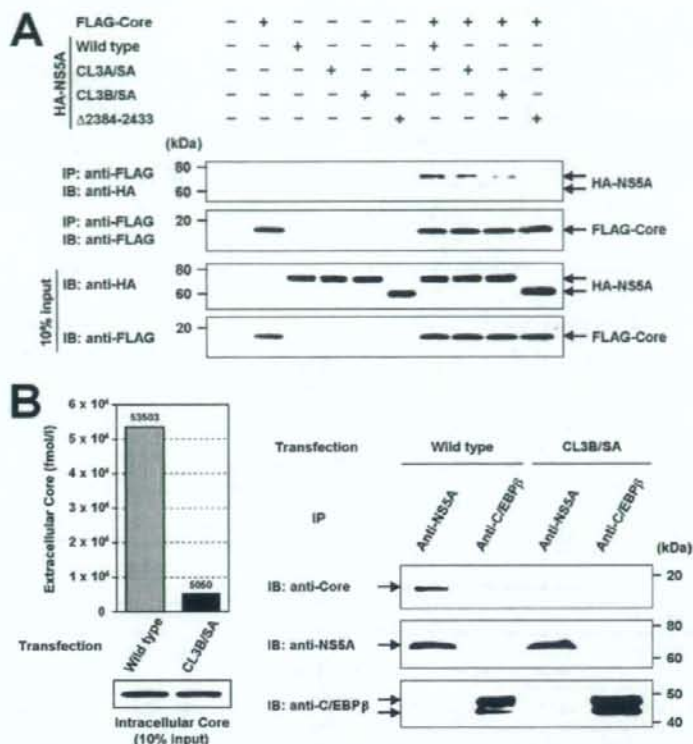 A
FLAG-Core – + – – – – + + + +
HA-NS5A
Wild type – – + – – – + – – –
CL3A/SA – – – + – – – + – –
CL3B/SA – – – – + – – – + –
Δ2384-2433 – – – – – + – – – +
(kDa)
IP: anti-FLAG
IB: anti-HA
80
60
HA-NS5A
IP: anti-FLAG
IB: anti-FLAG
20
FLAG-Core
10% input
IB: anti-HA
80
60
HA-NS5A
IB: anti-FLAG
20
FLAG-Core
B
Extracellular Core (fmol/l)
6 x 10⁴
5 x 10⁴
4 x 10⁴
3 x 10⁴
2 x 10⁴
1 x 10⁴
0
53503
5050
Transfection
Wild type
CL3B/SA
Intracellular Core
(10% input)
Transfection
Wild type
CL3B/SA
IP
Anti-NS5A
Anti-C/EBPβ
Anti-NS5A
Anti-C/EBPβ
(kDa)
IB: anti-Core
20
IB: anti-NS5A
80
60
IB: anti-C/EBPβ
50
40